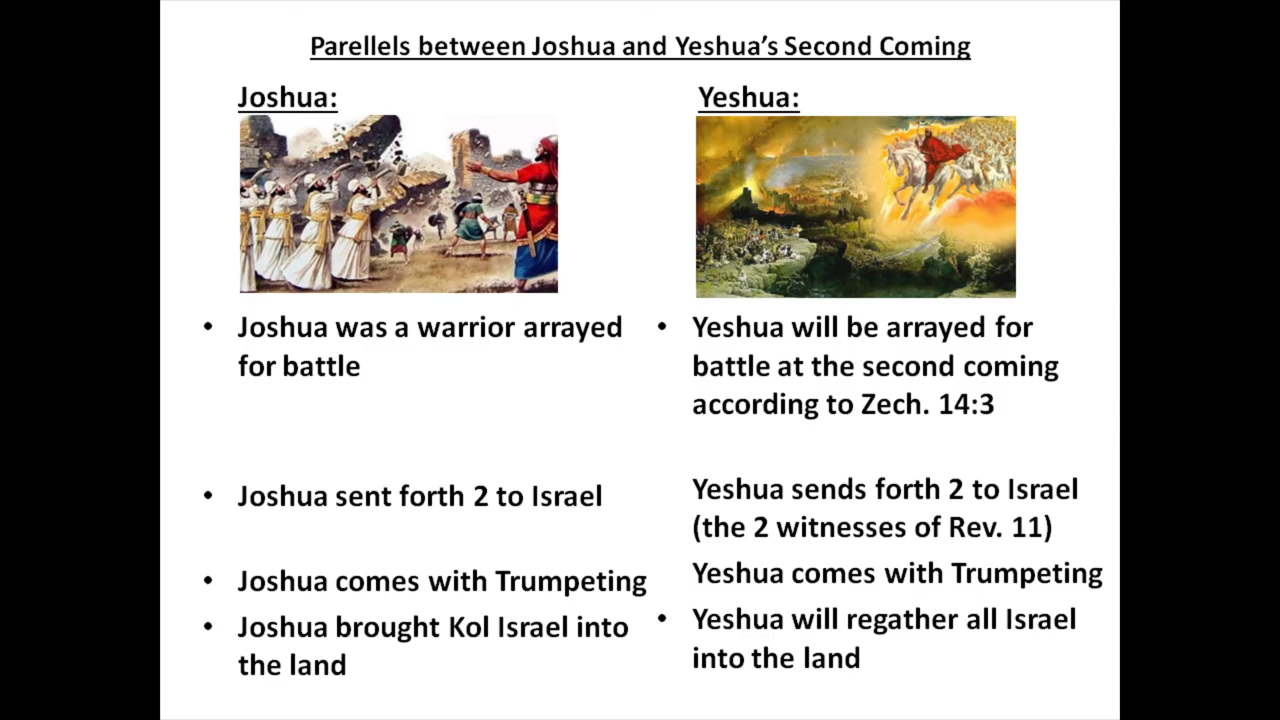 Parellels between Joshua and Yeshua's Second Coming
Joshua:
• Joshua was a warrior arrayed
for battle
• Joshua sent forth 2 to Israel
• Joshua comes with Trumpeting
• Joshua brought Kol Israel into
the land
Yeshua:
• Yeshua will be arrayed for
battle at the second coming
according to Zech. 14:3
Yeshua sends forth 2 to Israel
(the 2 witnesses of Rev. 11)
Yeshua comes with Trumpeting
• Yeshua will regather all Israel
into the land